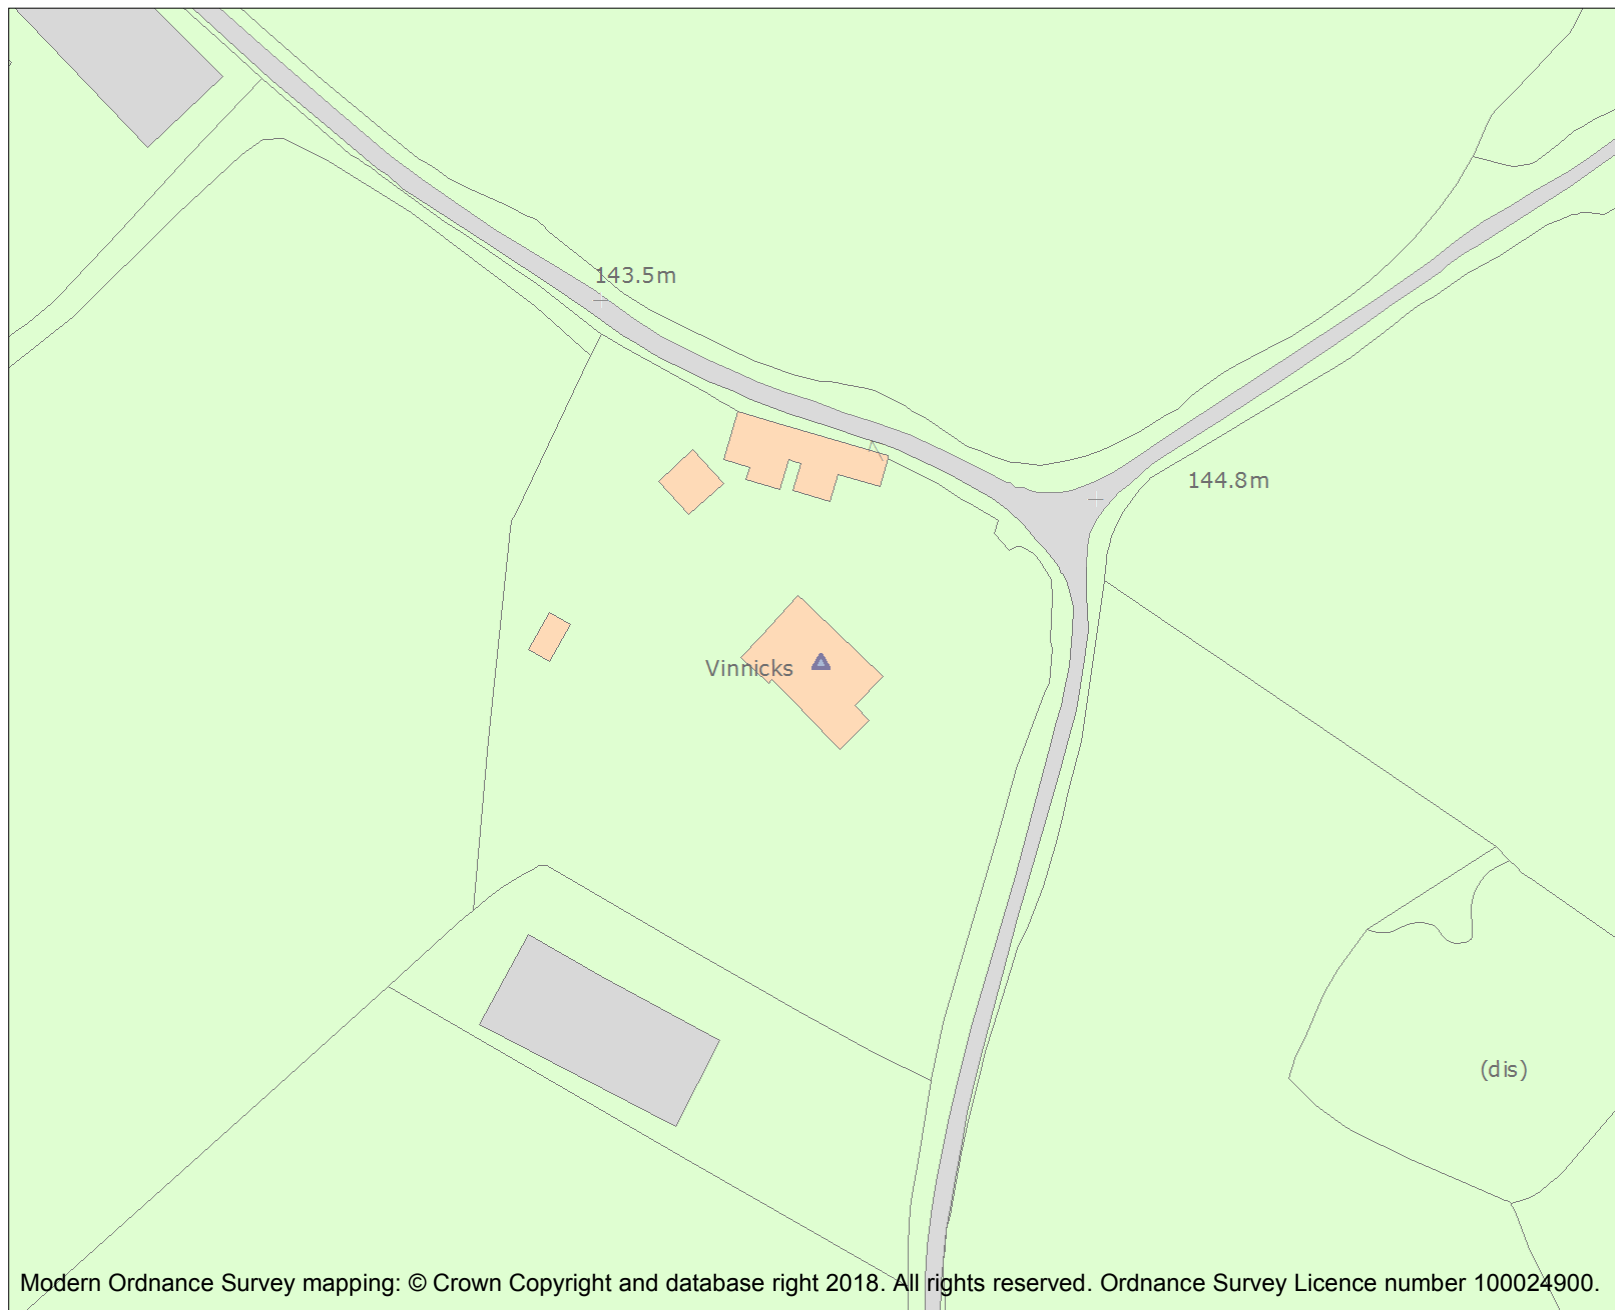 143.5m
144.8m
Vinnicks
(dis)
Modern Ordnance Survey mapping: © Crown Copyright and database right 2018. All rights reserved. Ordnance Survey Licence number 100024900.